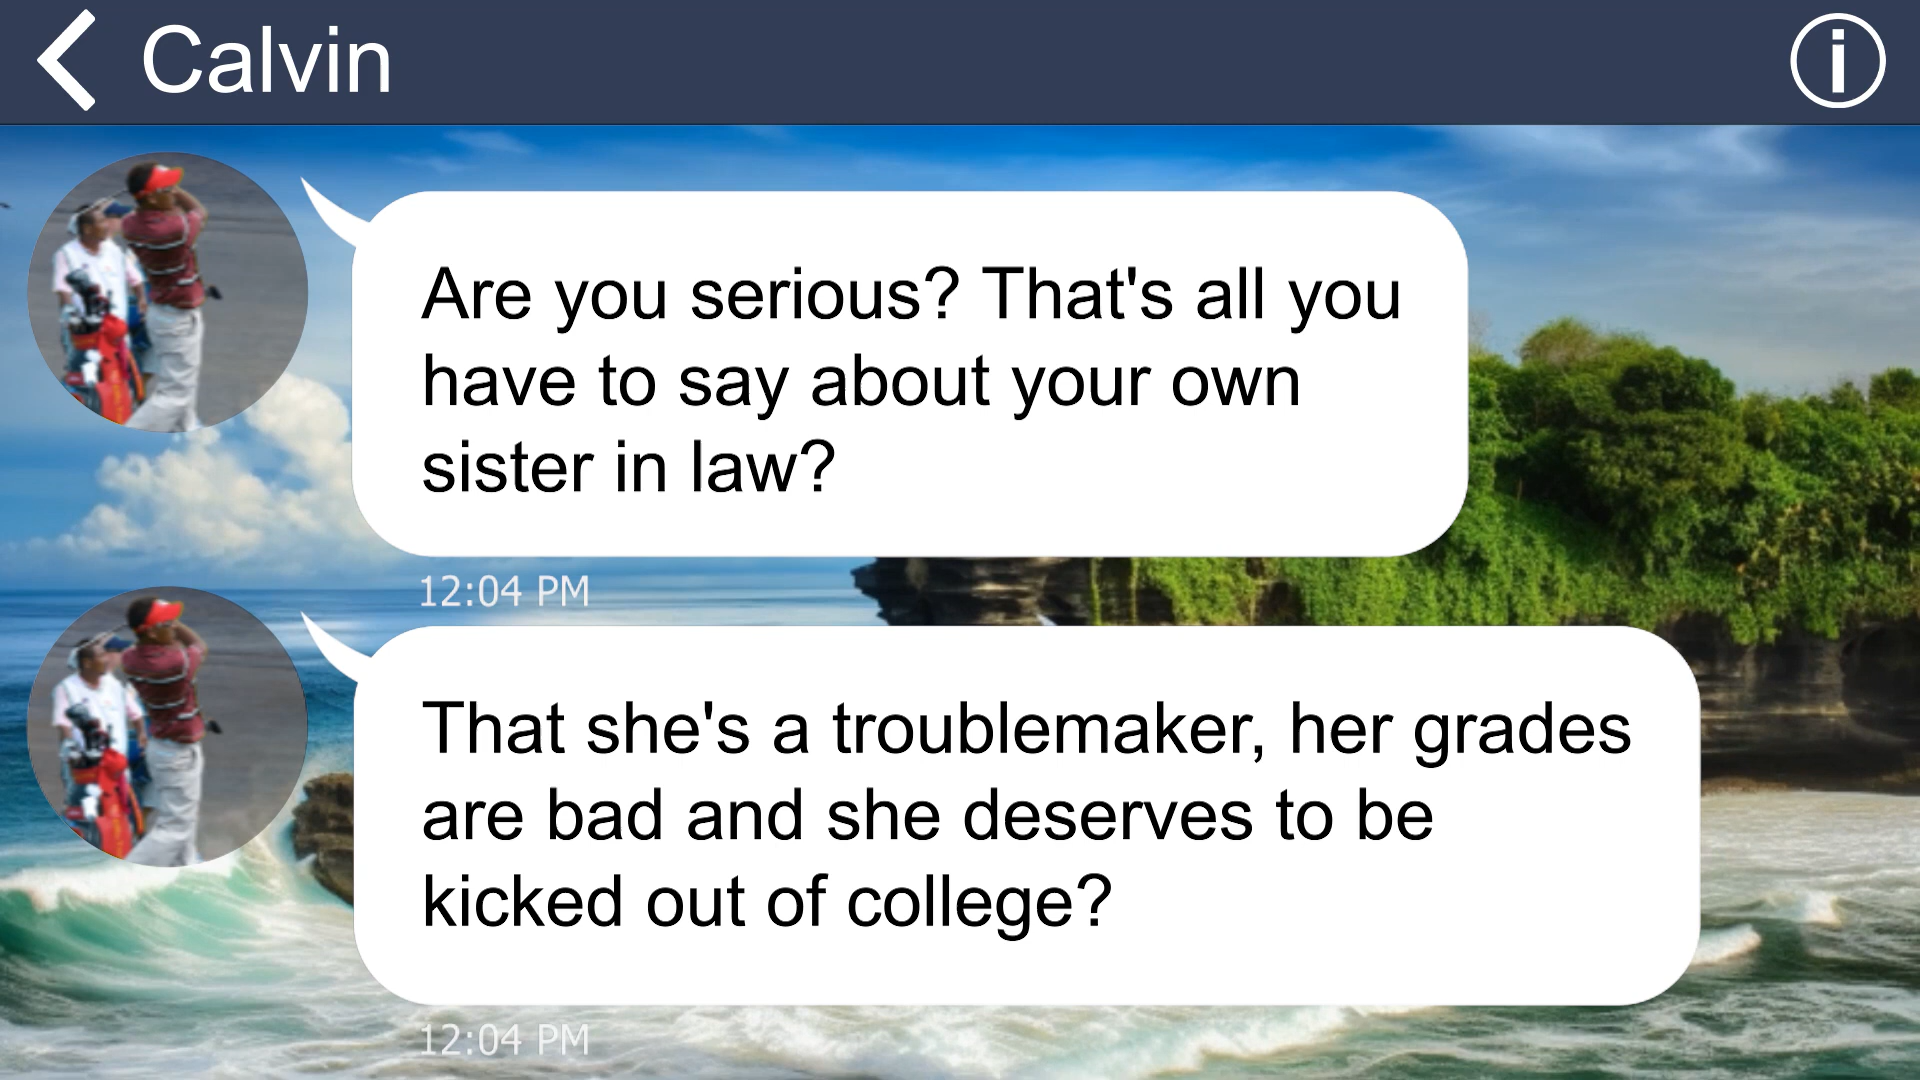 Calvin
Are you serious? That's all you
have to say about your own
sister in law?
12:04 PM
That she's a troublemaker, her grades
are bad and she deserves to be
kicked out of college?
12:04 PM